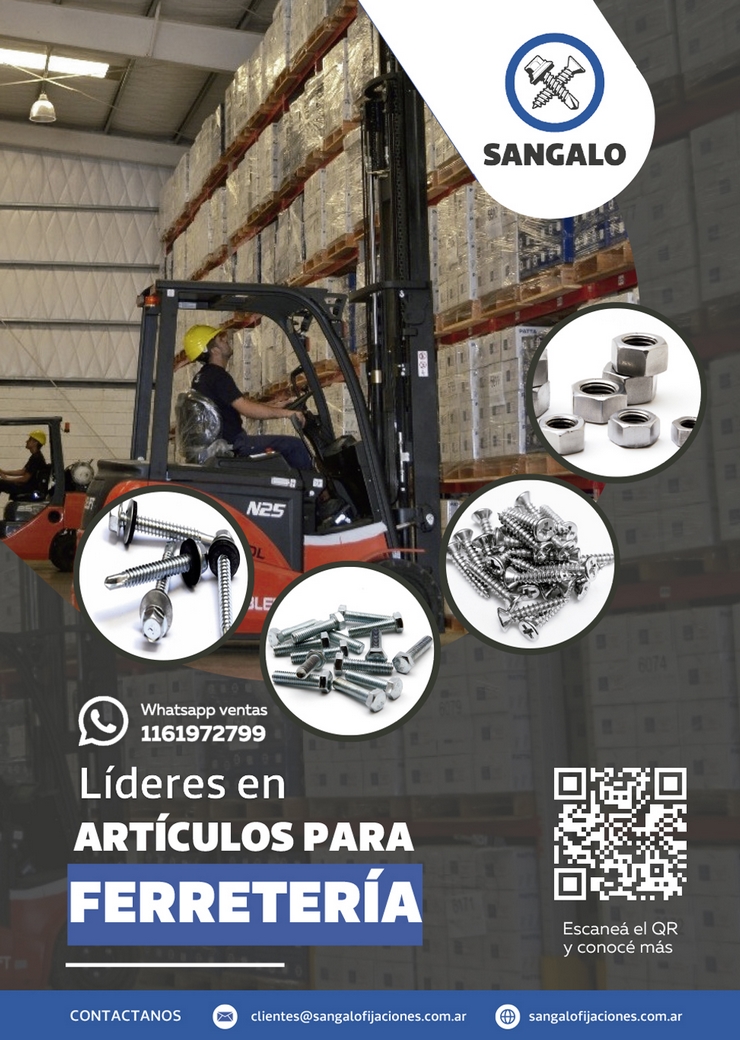 SANGALO
N25
Whatsapp ventas
1161972799
Líderes en
ARTÍCULOS PARA
FERRETERÍA
Escaneá el QR
y conocé más
CONTACTANOS
clientes@sangalofijaciones.com.ar
sangalofijaciones.com.ar